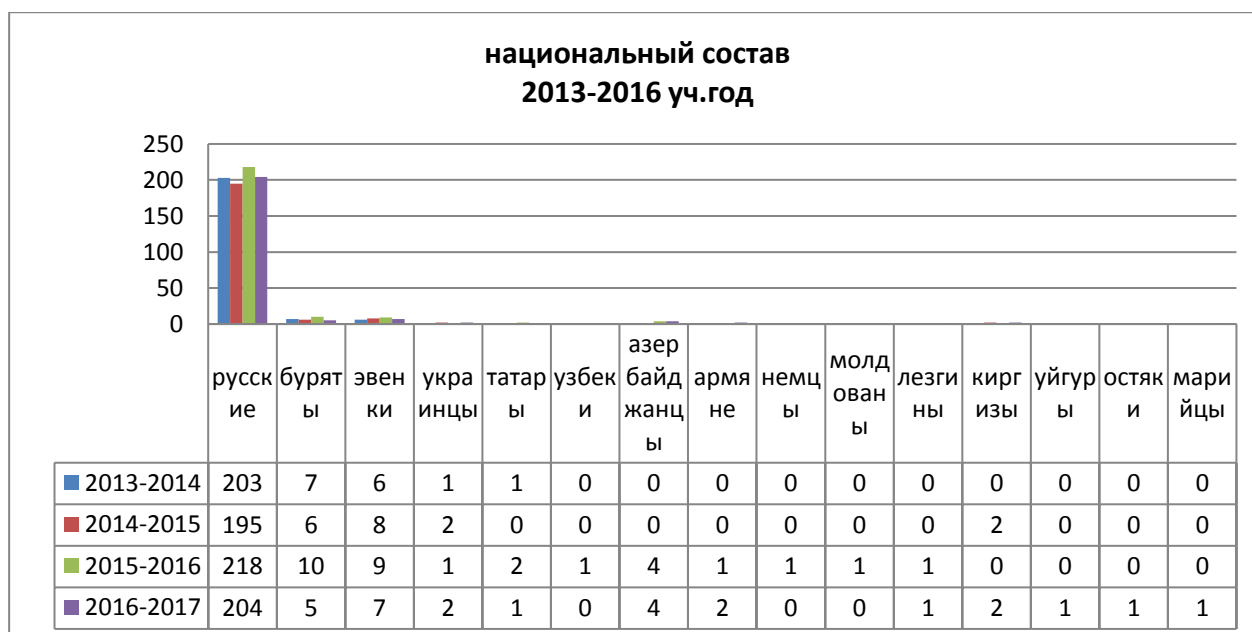 национальный состав
2013-2016 уч.год
250
200
150
100
50
0
русск
ие
бурят
ы
эвен
ки
укра
инцы
татар
ы
узбек
и
азер
байд
жанц
ы
армя
не
немц
ы
молд
ован
ы
лезги
ны
кирг
изы
уйгур
ы
остяк
и
мари
йцы
2013-2014 203 7 6 1 1 0 0 0 0 0 0 0 0 0 0
2014-2015 195 6 8 2 0 0 0 0 0 0 0 2 0 0 0
2015-2016 218 10 9 1 2 1 4 1 1 1 1 0 0 0 0
2016-2017 204 5 7 2 1 0 4 2 0 0 1 2 1 1 1